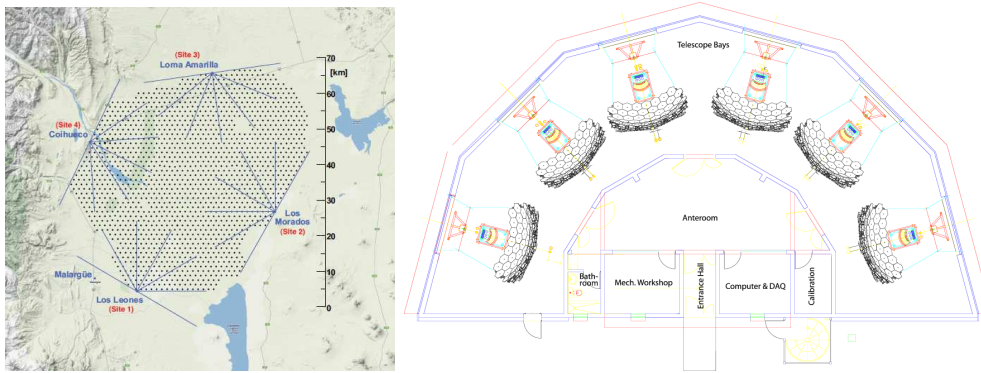 (Site 3)
Loma Amarilla
70
[km]
60
50
40
30
20
10
0
(Site 4)
Coihueco
Los
Morados
(Site 2)
Malargüe
Los Leones
(Site 1)
Telescope Bays
Anteroom
Bath-
room
Mech. Workshop
Entrance Hall
Computer & DAQ
Calibration